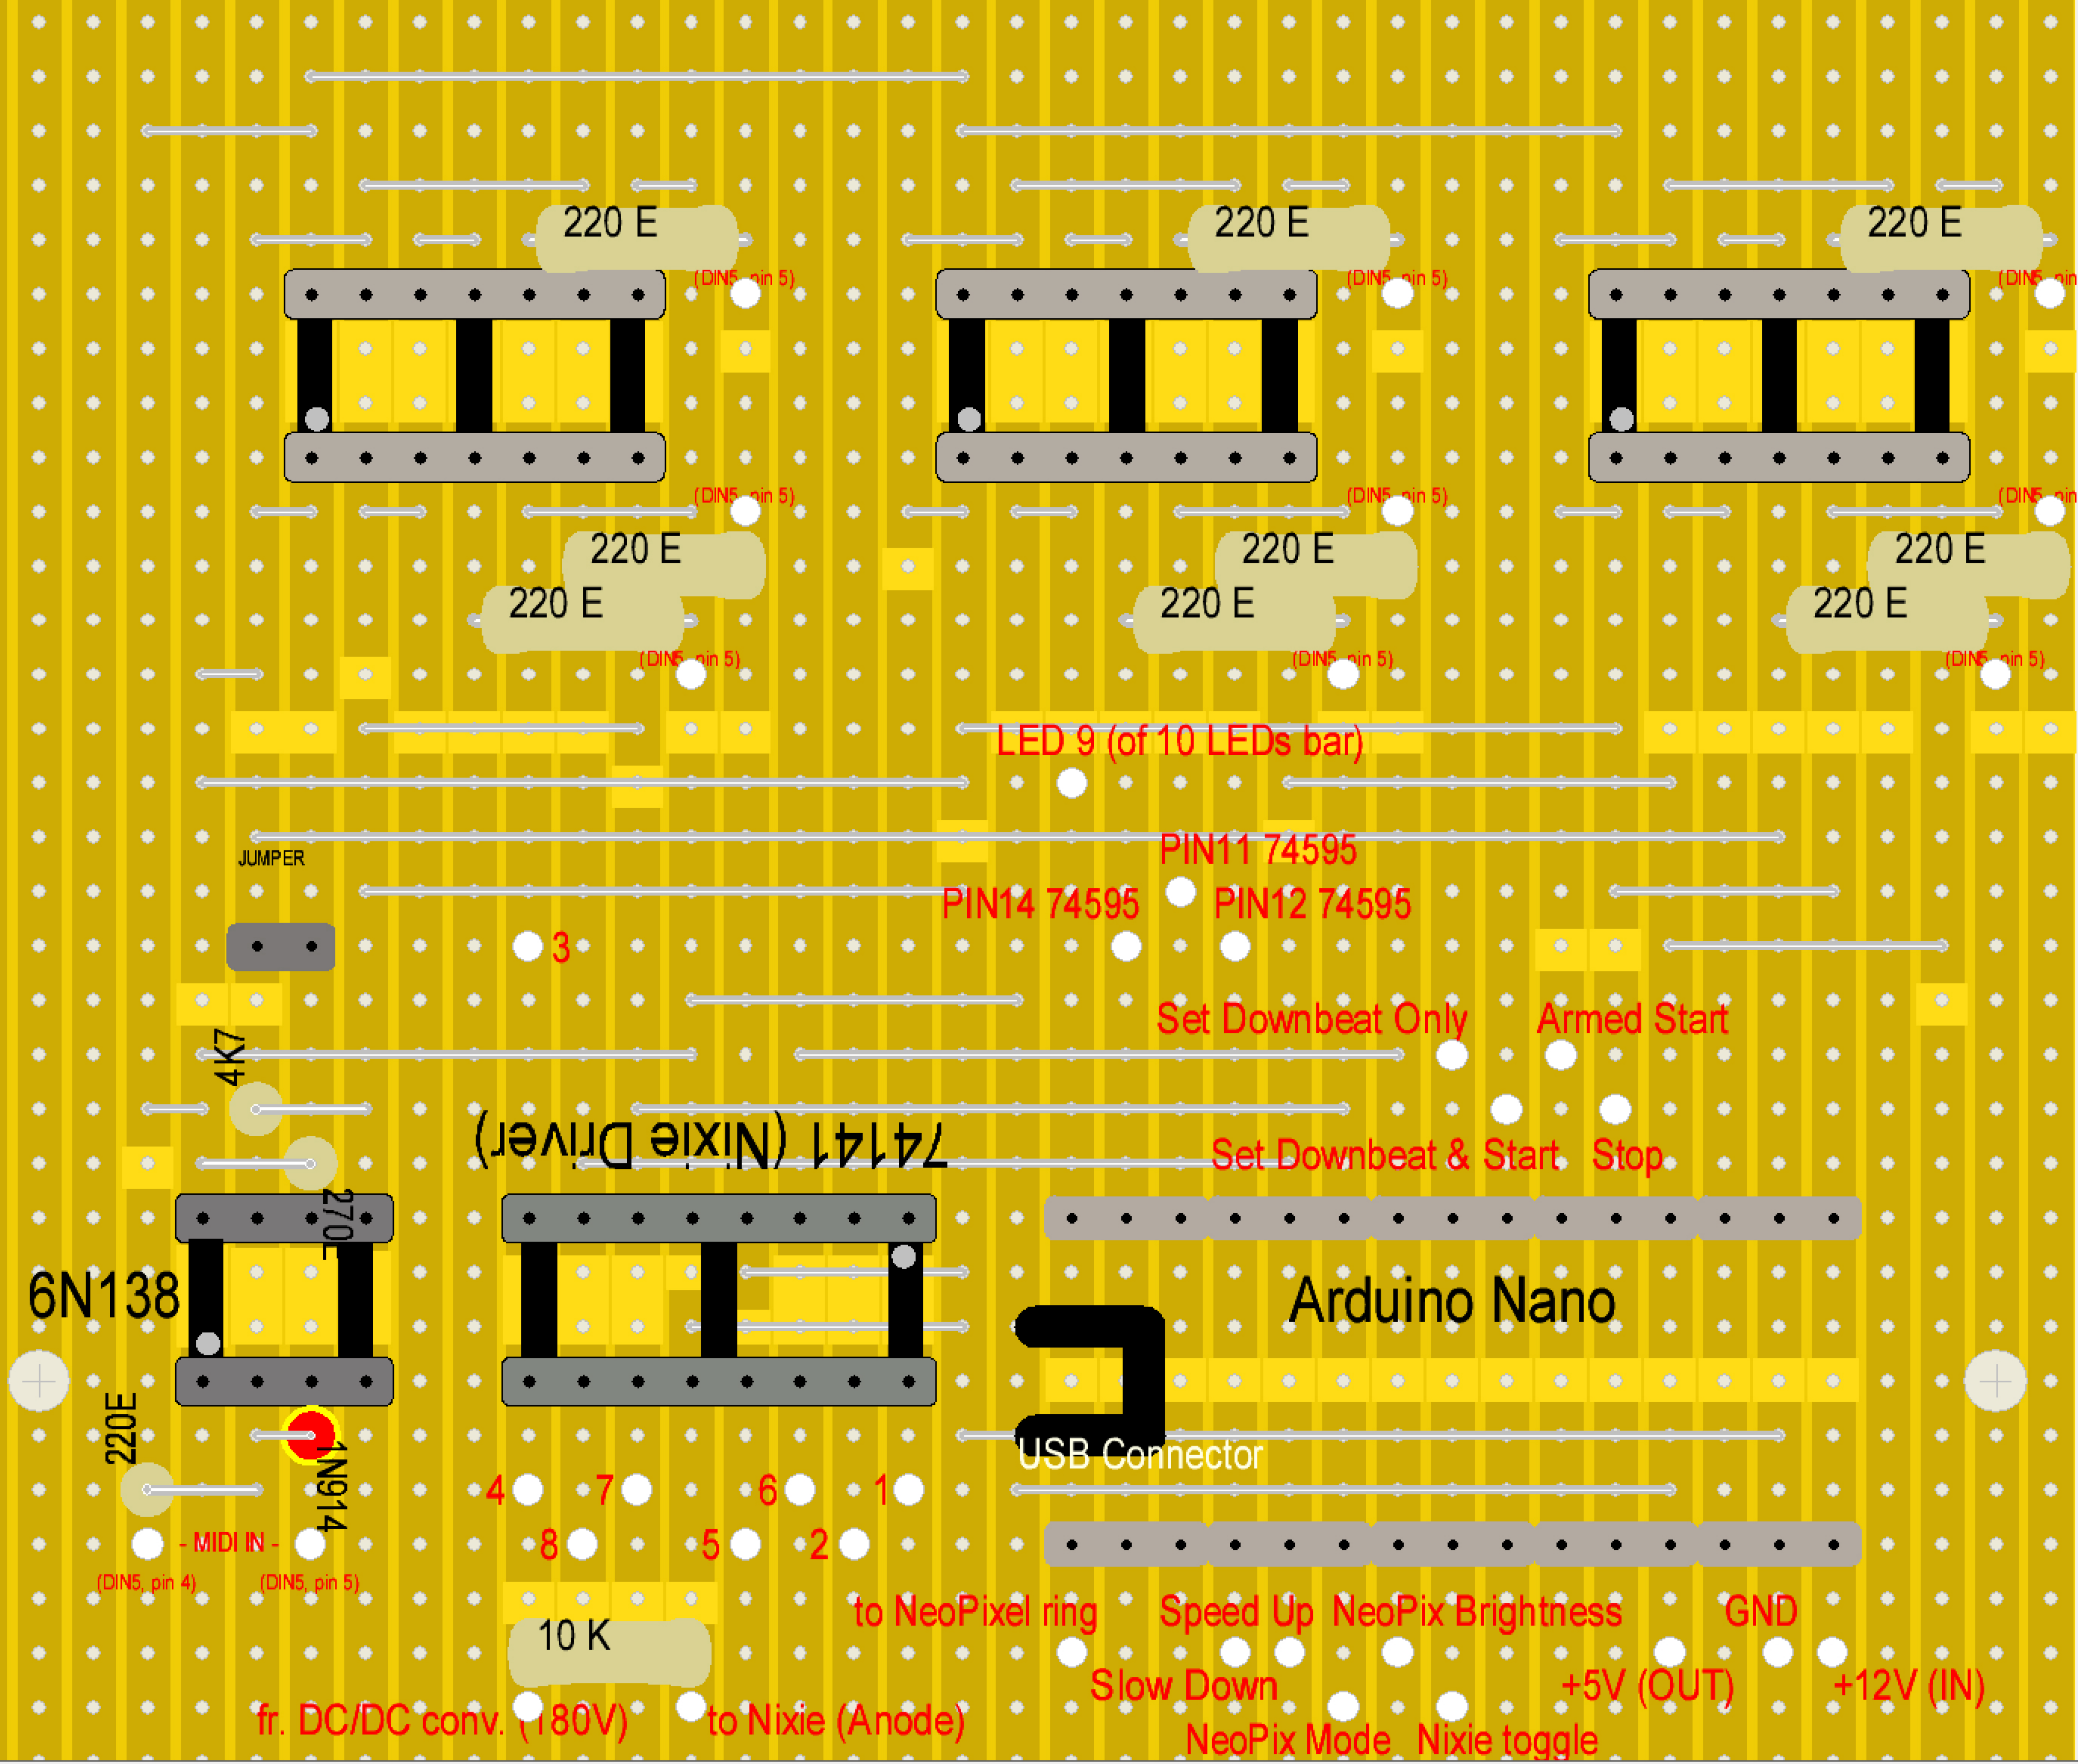 220 E
220 E
220 E
(DIN5, pin 5)
(DIN5, pin 5)
(DIN5, pin
(DIN5, pin 5)
(DIN5, pin 5)
(DIN5, pin
220 E
220 E
220 E
220 E
220 E
220 E
(DIN5, pin 5)
(DIN5, pin 5)
(DIN5, pin 5)
LED 9 (of 10 LEDs bar)
PIN11 74595
JUMPER
PIN14 74595
PIN12 74595
3
Set Downbeat Only
Armed Start
4K7
74141 (Nixie Driver)
Set Downbeat & Start
Stop
270E
6N138
Arduino Nano
220E
USB Connector
1N914
4
7
6
1
- MIDI IN -
8
5
2
(DIN5, pin 4)
(DIN5, pin 5)
to NeoPixel ring
Speed Up
NeoPix Brightness
GND
10 K
Slow Down
+5V (OUT)
+12V (IN)
fr. DC/DC conv. (180V)
to Nixie (Anode)
NeoPix Mode
Nixie toggle